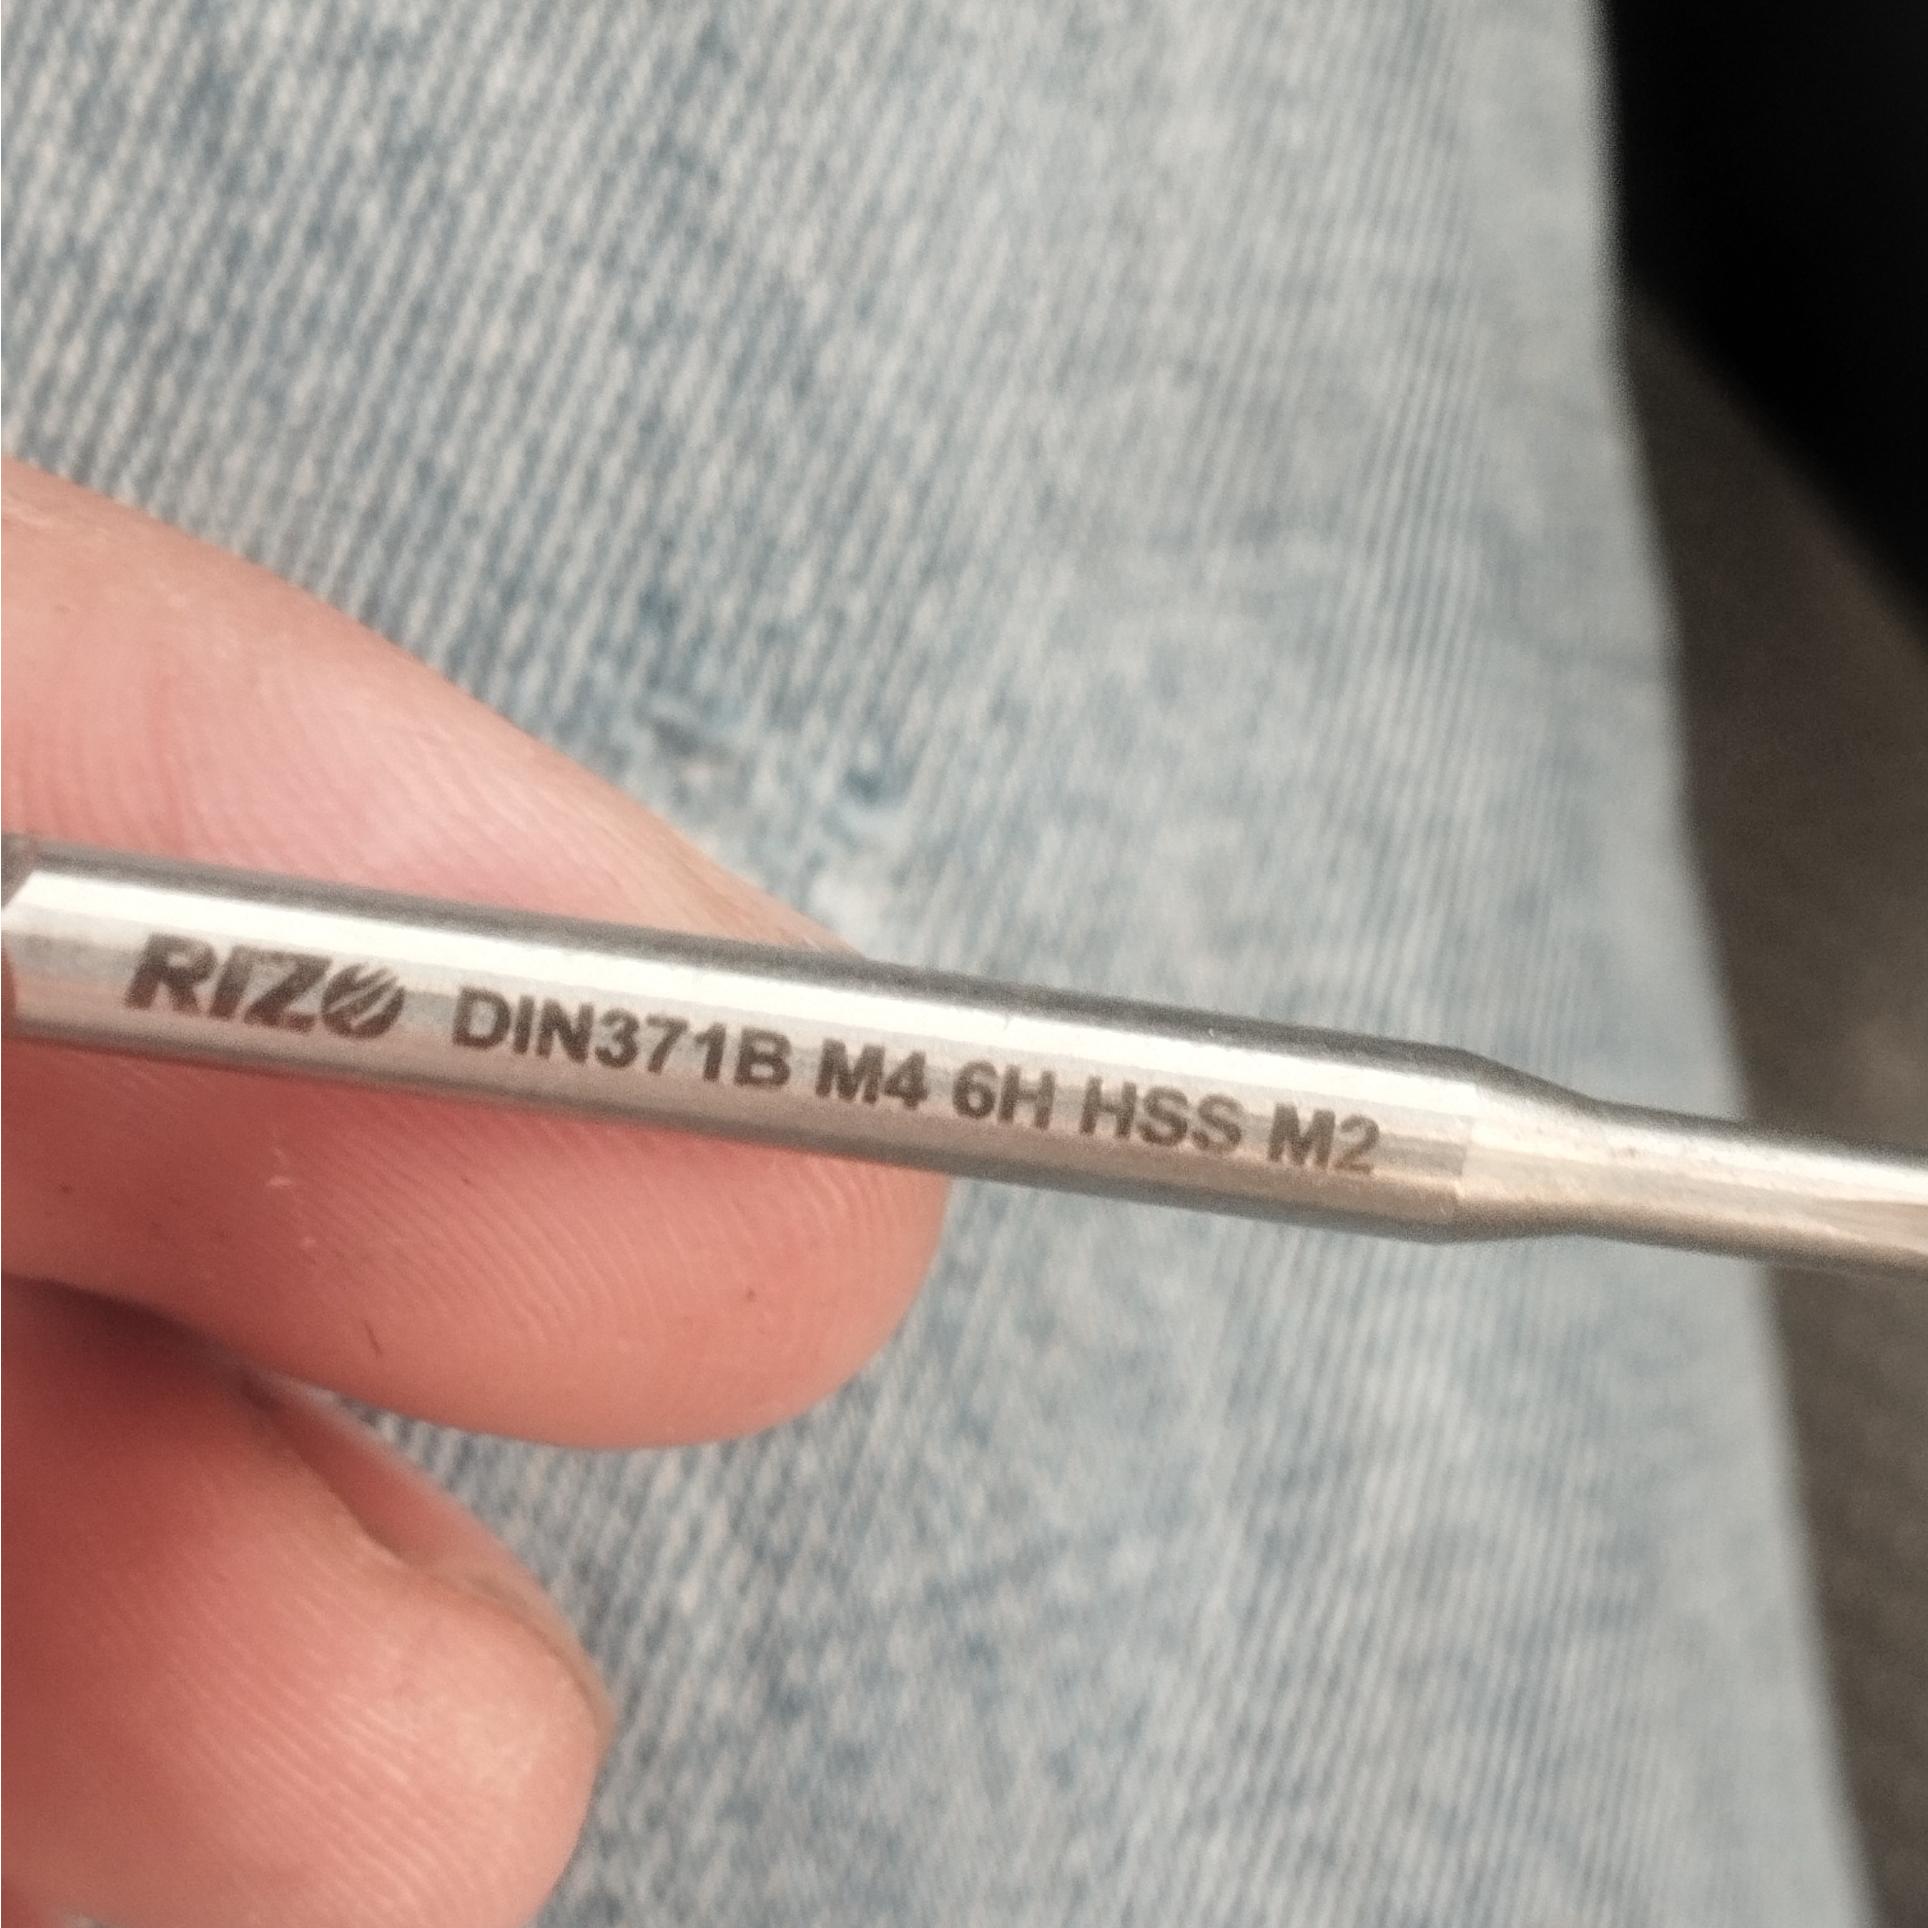 RIZO DIN371B M4 6H HSS M2